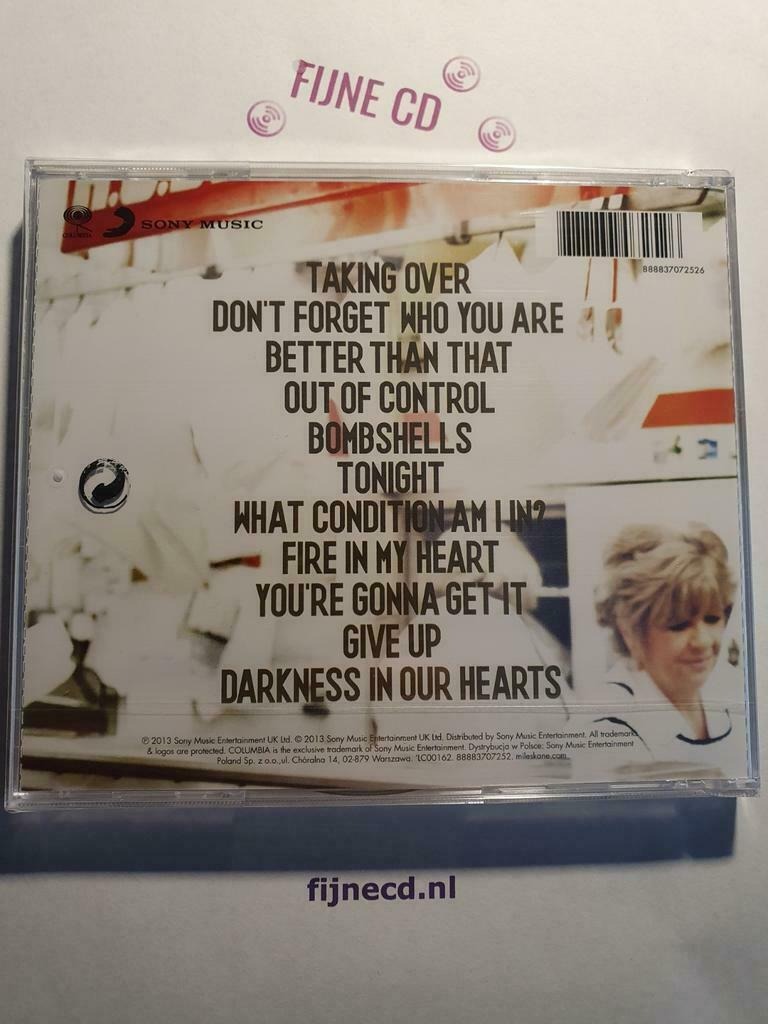 FIJNE CD
COLUMBIA
SONY MUSIC
888837072526
TAKING OVER
DON'T FORGET WHO YOU ARE
BETTER THAN THAT
OUT OF CONTROL
BOMBSHELLS
TONIGHT
WHAT CONDITION AM I IN?
FIRE IN MY HEART
YOU'RE GONNA GET IT
GIVE UP
DARKNESS IN OUR HEARTS
℗ 2013 Sony Music Entertainment UK Ltd. © 2013 Sony Music Entertainment UK Ltd. Distributed by Sony Music Entertainment. All trademarks
& logos are protected. COLUMBIA is the exclusive trademark of Sony Music Entertainment. Dystrybucja w Polsce: Sony Music Entertainment
Poland Sp. z o.o.,ul. Chóralna 14, 02-879 Warszawa. 'LC00162. 88883707252. mileskane.com
fijnecd.nl